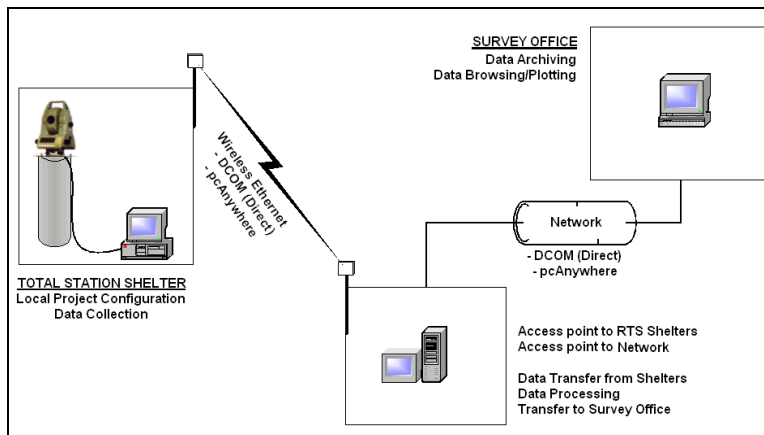 SURVEY OFFICE
Data Archiving
Data Browsing/Plotting
Wireless Ethernet
- DCOM (Direct)
- pcAnywhere
Network
- DCOM (Direct)
- pcAnywhere
TOTAL STATION SHELTER
Local Project Configuration
Data Collection
Access point to RTS Shelters
Access point to Network
Data Transfer from Shelters
Data Processing
Transfer to Survey Office